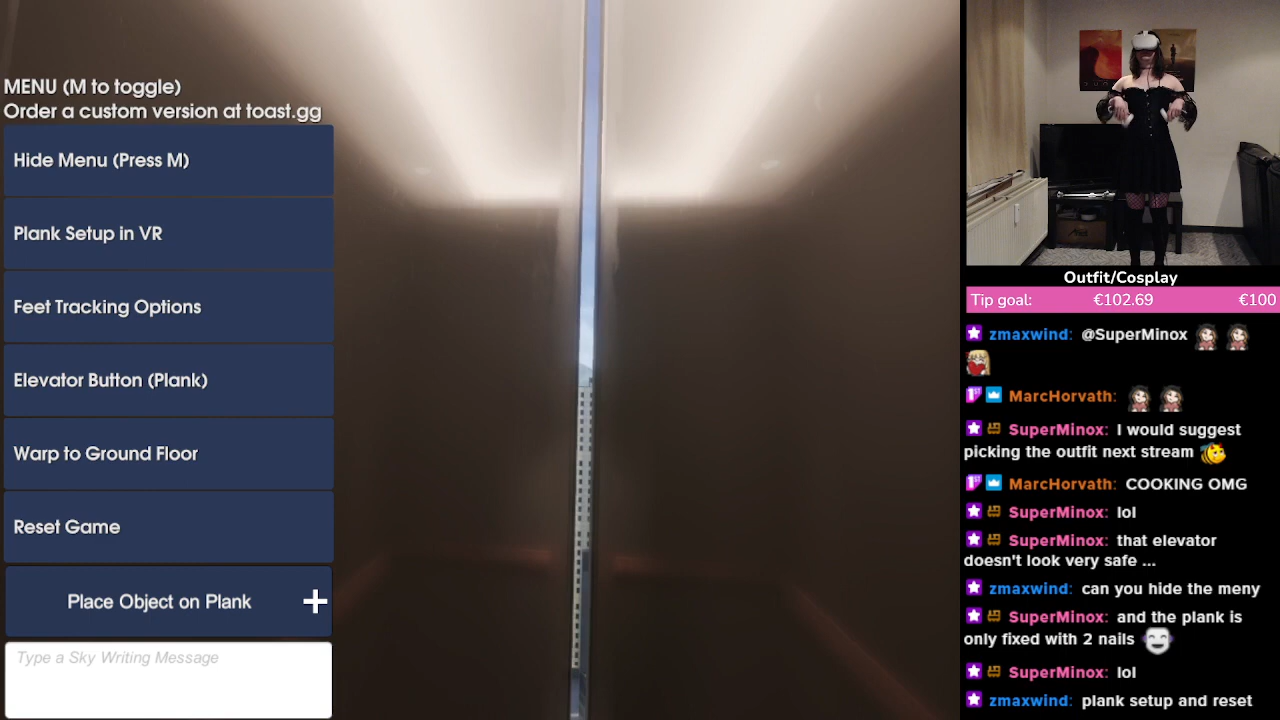 MENU (M to toggle)
Order a custom version at toast.gg
Hide Menu (Press M)
Plank Setup in VR
Feet Tracking Options
Elevator Button (Plank)
Warp to Ground Floor
Reset Game
Place Object on Plank +
Type a Sky Writing Message
Outfit/Cosplay
Tip goal: €102.69 €100
zmaxwind: @SuperMinox
MarcHorvath:
SuperMinox: I would suggest
picking the outfit next stream
MarcHorvath: COOKING OMG
SuperMinox: lol
SuperMinox: that elevator
doesn't look very safe ...
zmaxwind: can you hide the meny
SuperMinox: and the plank is
only fixed with 2 nails
SuperMinox: lol
zmaxwind: plank setup and reset